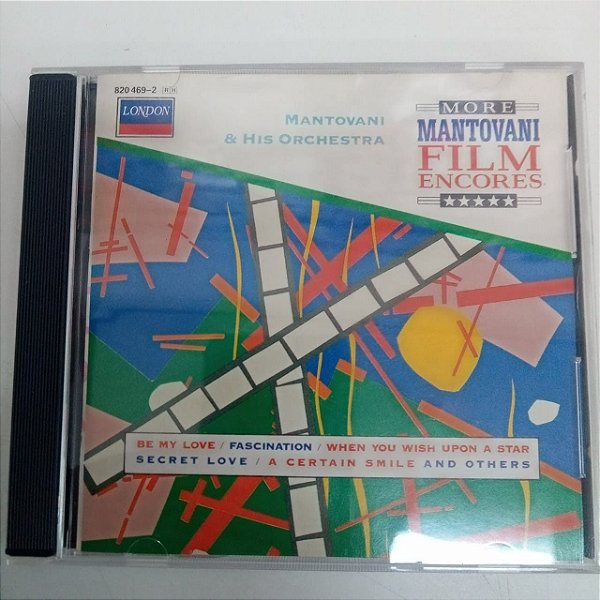 820 469-2 RH
LONDON
MANTOVANI
& HIS ORCHESTRA
MORE
MANTOVANI
FILM
ENCORES
BE MY LOVE / FASCINATION / WHEN YOU WISH UPON A STAR
SECRET LOVE / A CERTAIN SMILE AND OTHERS